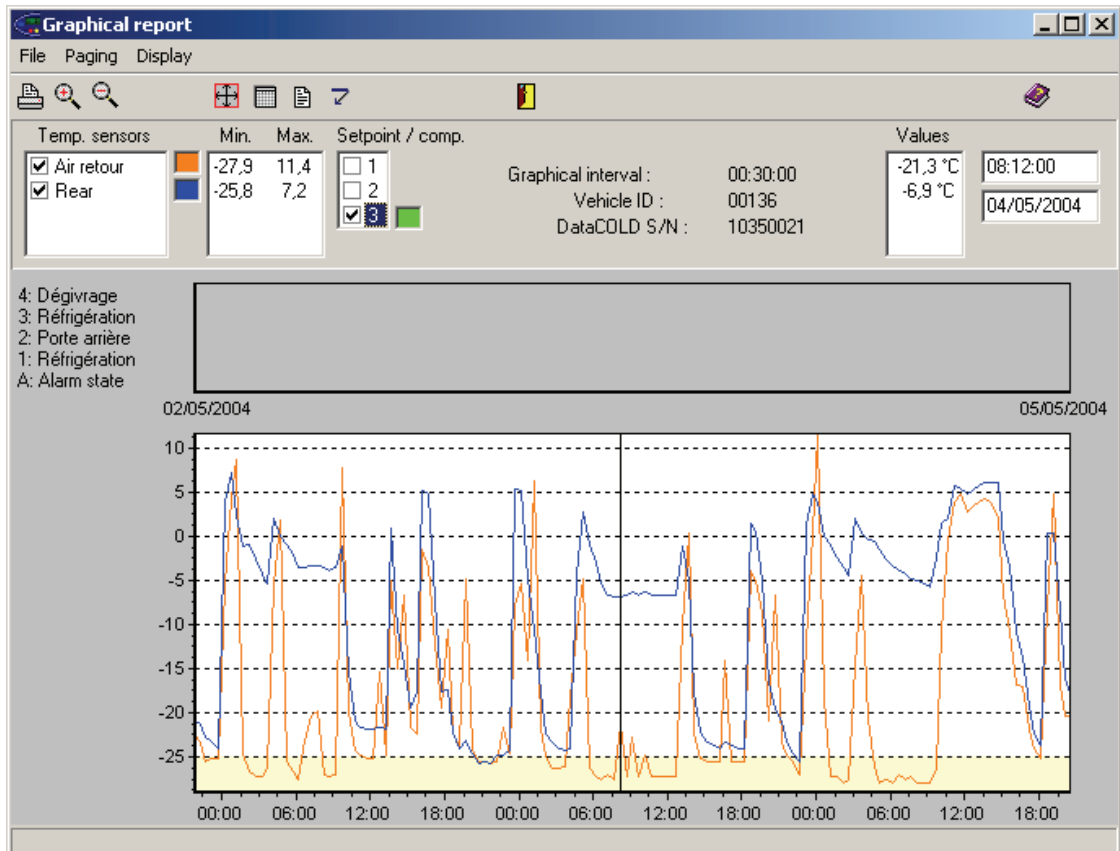 Graphical report
File Paging Display
Temp. sensors Min. Max. Setpoint / comp. Values
Air retour -27,9 11,4 1 -21,3 °C 08:12:00
Rear -25,8 7,2 2 -6,9 °C
3 04/05/2004
Graphical interval : 00:30:00
Vehicle ID : 00136
DataCOLD S/N : 10350021
4: Dégivrage
3: Réfrigération
2: Porte arrière
1: Réfrigération
A: Alarm state
02/05/2004 05/05/2004
10
5
0
-5
-10
-15
-20
-25
00:00 06:00 12:00 18:00 00:00 06:00 12:00 18:00 00:00 06:00 12:00 18:00